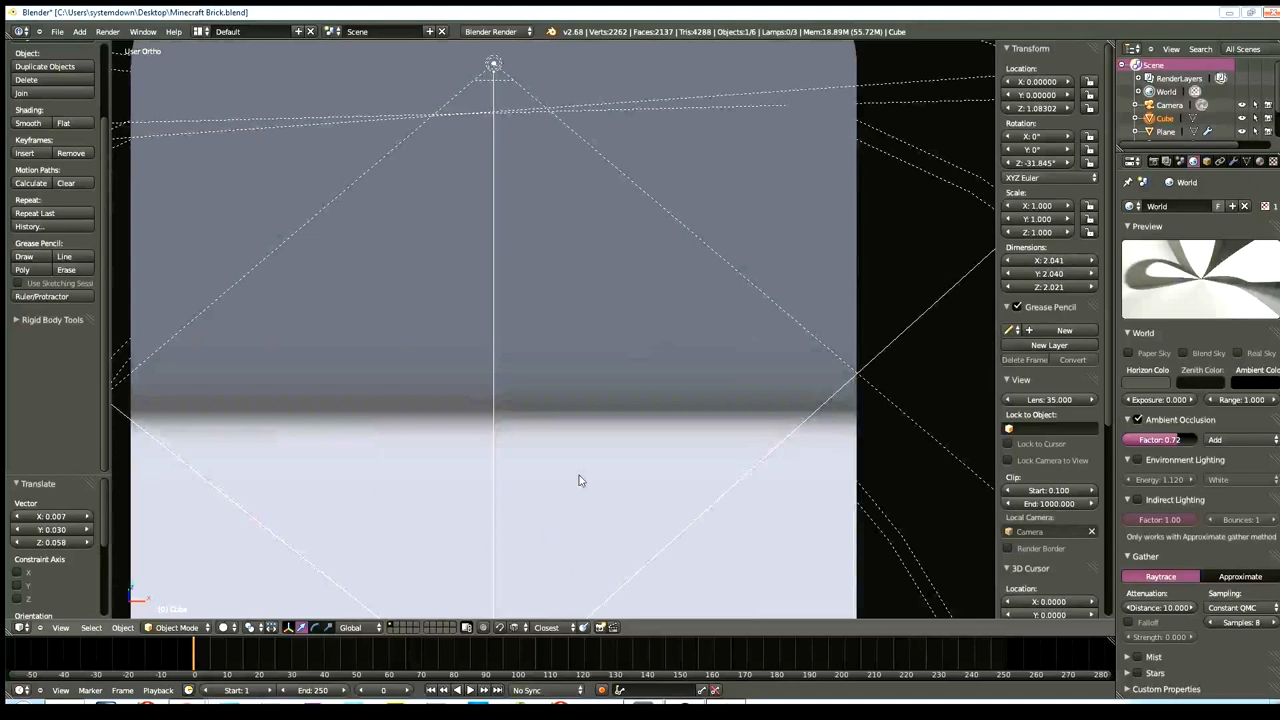 Blender* [C:\Users\systemdown\Desktop\Minecraft Brick.blend]
File Add Render Window Help Default Scene Blender Render v2.68 | Verts:2262 | Faces:2137 | Tris:4288 | Objects:1/6 | Lamps:0/3 | Mem:18.89M (55.72M) | Cube
User Ortho
Object:
Duplicate Objects
Delete
Join
Shading:
Smooth Flat
Keyframes:
Insert Remove
Motion Paths:
Calculate Clear
Repeat:
Repeat Last
History...
Grease Pencil:
Draw Line
Poly Erase
Use Sketching Sessi
Ruler/Protractor
Rigid Body Tools
Translate
Vector
X: 0.007
Y: 0.030
Z: 0.058
Constraint Axis
X
Y
Z
Orientation
(0) Cube
Transform
Location:
X: 0.00000
Y: 0.00000
Z: 1.08302
Rotation:
X: 0°
Y: 0°
Z: -31.845°
XYZ Euler
Scale:
X: 1.000
Y: 1.000
Z: 1.000
Dimensions:
X: 2.041
Y: 2.040
Z: 2.021
Grease Pencil
New
New Layer
Delete Frame Convert
View
Lens: 35.000
Lock to Object:
Lock to Cursor
Lock Camera to View
Clip:
Start: 0.100
End: 1000.000
Local Camera:
Camera
Render Border
3D Cursor
Location:
X: 0.0000
Y: 0.0000
View Search All Scenes
Scene
RenderLayers
World
Camera
Cube
Plane
World
World F 1
Preview
World
Paper Sky Blend Sky Real Sky
Horizon Colo Zenith Color: Ambient Col
Exposure: 0.000 Range: 1.000
Ambient Occlusion
Factor: 0.72 Add
Environment Lighting
Energy: 1.120 White
Indirect Lighting
Factor: 1.00 Bounces: 1
Only works with Approximate gather method
Gather
Raytrace Approximate
Attenuation: Sampling:
Distance: 10.000 Constant QMC
Falloff Samples: 8
Strength: 0.000
Mist
Stars
Custom Properties
View Select Object Object Mode Global Closest
-50 -40 -30 -20 -10 0 10 20 30 40 50 60 70 80 90 100 110 120 130 140 150 160 170 180 190 200 210 220 230 240 250 260 270 280
View Marker Frame Playback Start: 1 End: 250 0 No Sync